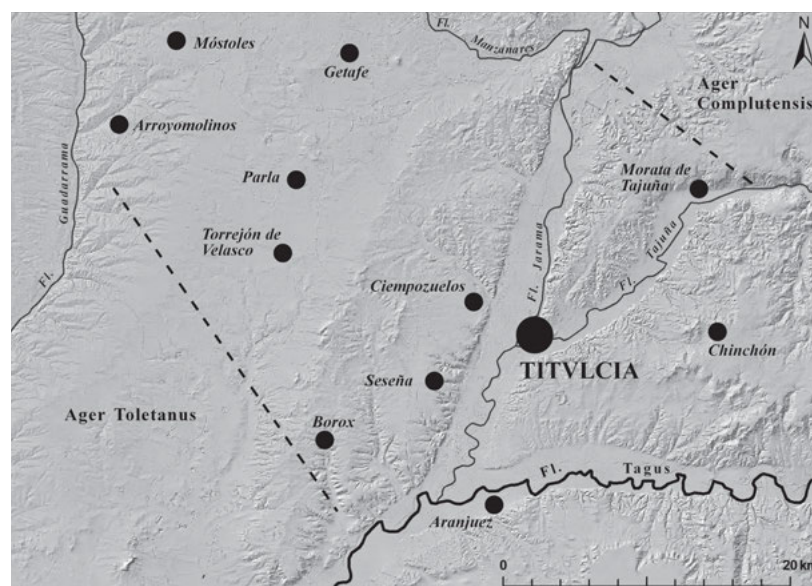 Fl.
Manzanares
N
Móstoles
Getafe
Ager
Complutensis
Arroyomolinos
Guadarrama
Fl.
Parla
Morata de
Tajuña
Torrejón de
Velasco
Fl. Jarama
Fl. Tajuña
Ciempozuelos
TITVLCIA
Chinchón
Seseña
Ager Toletanus
Borox
Fl. Tagus
Aranjuez
0 20 km